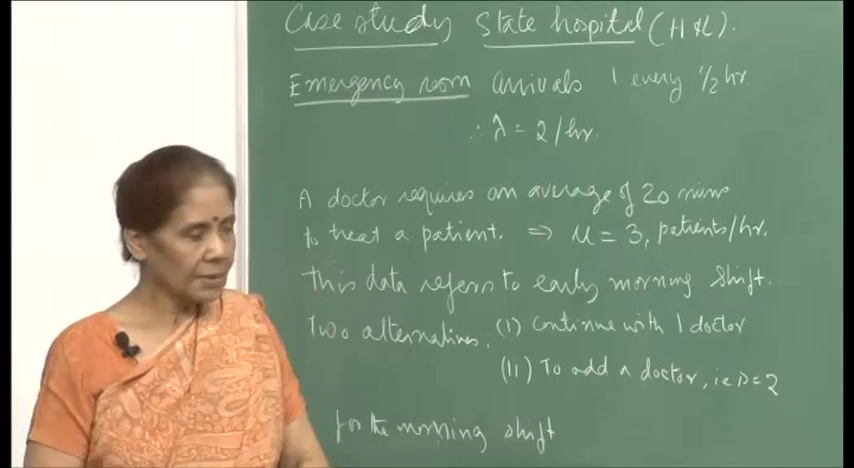 Case study State hospital (H &L).
Emergency room arrivals 1 every 1/2 hr
∴ λ = 2/hr.
A doctor requires on average of 20 mins
to treat a patient. ⇒ μ = 3, patients/hr.
This data refers to early morning shift.
Two alternatives. (I) Continue with 1 doctor
(II) To add a doctor, i.e s=2
for the morning shift